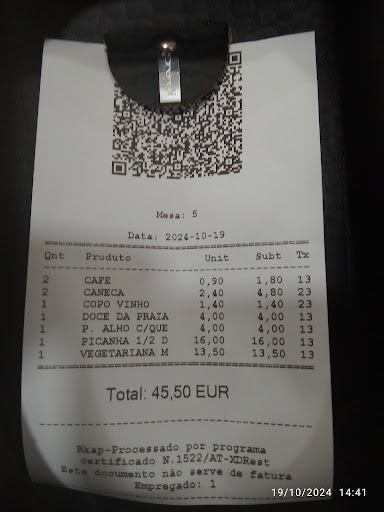 Mesa: 5
Data: 2024-10-19
Qnt Produto Unit Subt Tx
2 CAFE 0,90 1,80 13
2 CANECA 2,40 4,80 23
1 COPO VINHO 1,40 1,40 23
1 DOCE DA PRAIA 4,00 4,00 13
1 P. ALHO C/QUE 4,00 4,00 13
1 PICANHA 1/2 D 16,00 16,00 13
1 VEGETARIANA M 13,50 13,50 13
Total: 45,50 EUR
Rkap-Processado por programa
certificado N.1522/AT-XDRest
Este documento não serve de fatura
Empregado: 1
19/10/2024 14:41